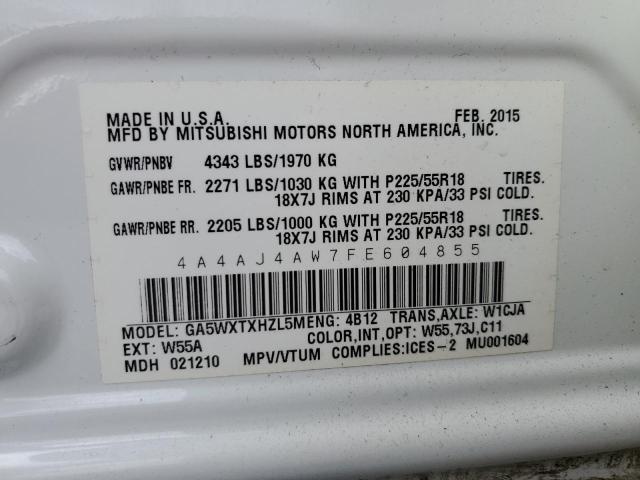 MADE IN U.S.A. FEB. 2015
MFD BY MITSUBISHI MOTORS NORTH AMERICA, INC.
GVWR/PNBV 4343 LBS/1970 KG
GAWR/PNBE FR. 2271 LBS/1030 KG WITH P225/55R18 TIRES.
18X7J RIMS AT 230 KPA/33 PSI COLD.
GAWR/PNBE RR. 2205 LBS/1000 KG WITH P225/55R18 TIRES.
18X7J RIMS AT 230 KPA/33 PSI COLD.
4A4AJ4AW7FE604855
MODEL: GA5WXTXHZL5MENG: 4B12 TRANS,AXLE: W1CJA
EXT: W55A COLOR,INT,OPT: W55,73J,C11
MDH 021210 MPV/VTUM COMPLIES:ICES-2 MU001604